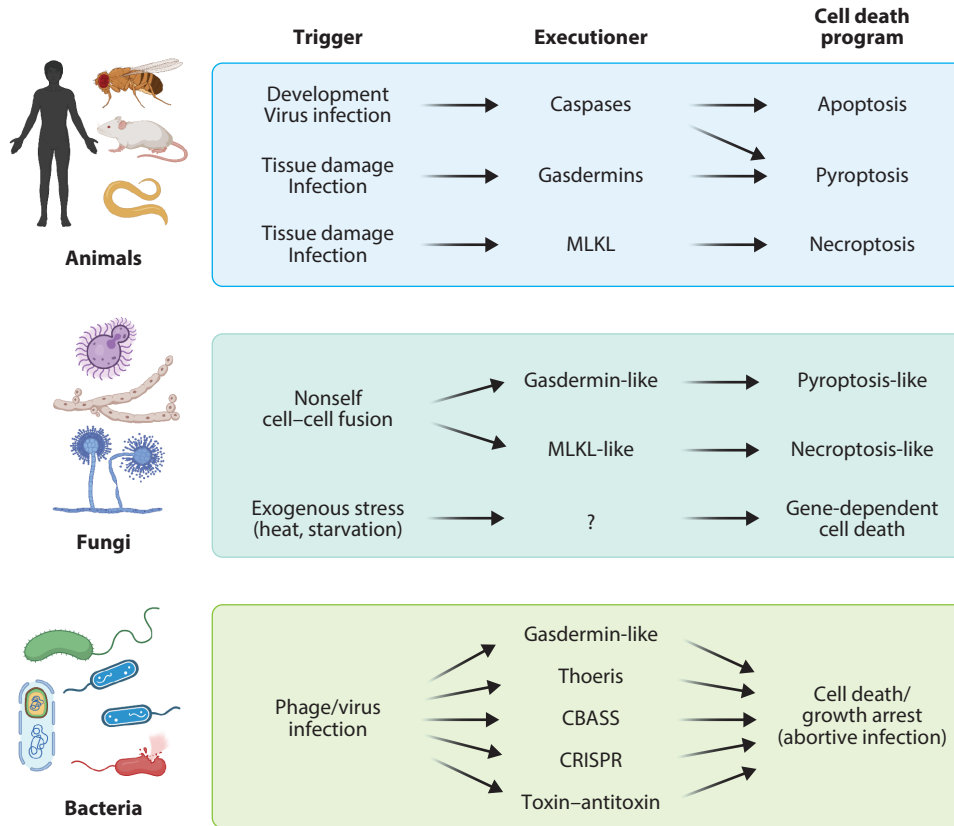 Trigger
Executioner
Cell death
program
Development
Virus infection
Caspases
Apoptosis
Tissue damage
Infection
Gasdermins
Pyroptosis
Tissue damage
Infection
MLKL
Necroptosis
Animals
Nonself
cell–cell fusion
Gasdermin-like
Pyroptosis-like
MLKL-like
Necroptosis-like
Exogenous stress
(heat, starvation)
?
Gene-dependent
cell death
Fungi
Phage/virus
infection
Gasdermin-like
Thoeris
CBASS
CRISPR
Toxin–antitoxin
Cell death/
growth arrest
(abortive infection)
Bacteria